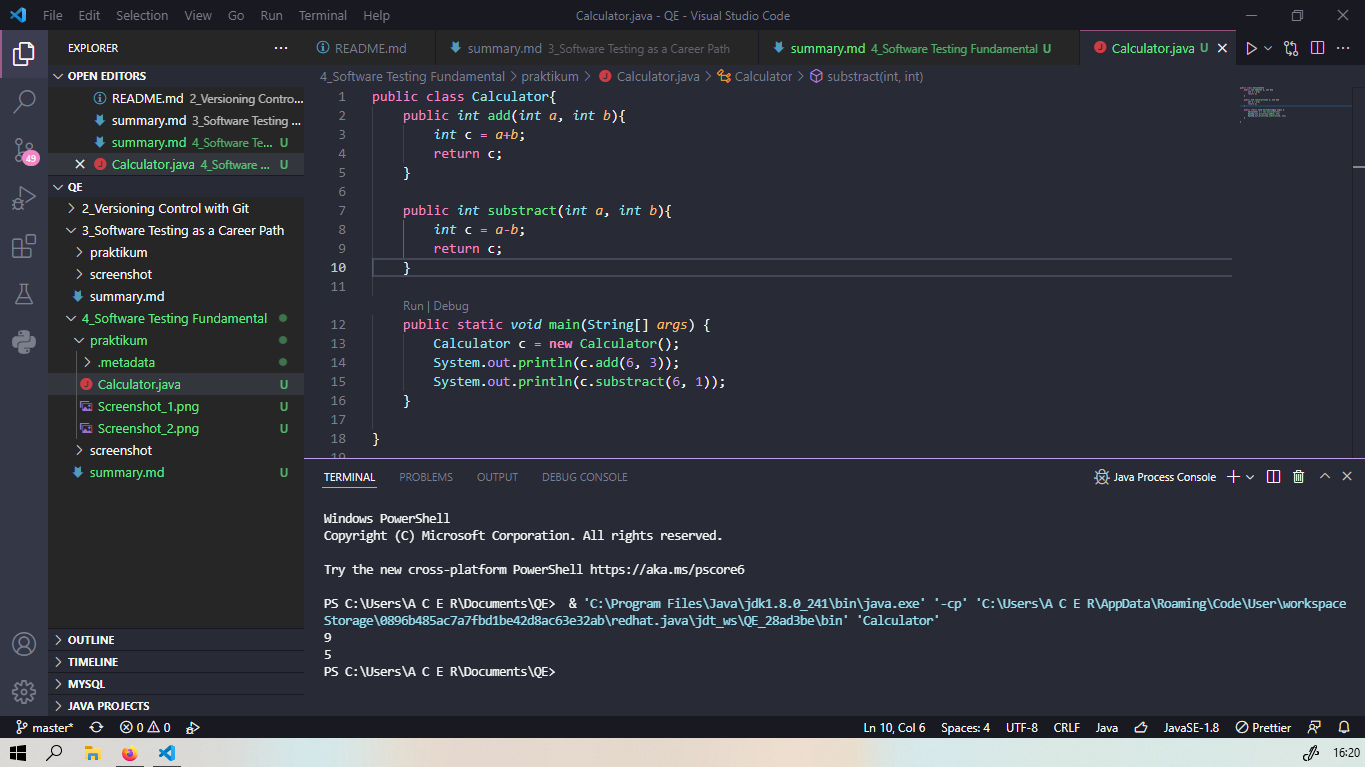 File Edit Selection View Go Run Terminal Help Calculator.java - QE - Visual Studio Code
EXPLORER
OPEN EDITORS
README.md 2_Versioning Contro...
summary.md 3_Software Testing ...
summary.md 4_Software Te... U
Calculator.java 4_Software ... U
QE
2_Versioning Control with Git
3_Software Testing as a Career Path
praktikum
screenshot
summary.md
4_Software Testing Fundamental
praktikum
.metadata
Calculator.java U
Screenshot_1.png U
Screenshot_2.png U
screenshot
summary.md U
OUTLINE
TIMELINE
MYSQL
JAVA PROJECTS
49
README.md summary.md 3_Software Testing as a Career Path summary.md 4_Software Testing Fundamental U Calculator.java U
4_Software Testing Fundamental > praktikum > Calculator.java > Calculator > substract(int, int)
1 public class Calculator{
2 public int add(int a, int b){
3 int c = a+b;
4 return c;
5 }
6
7 public int substract(int a, int b){
8 int c = a-b;
9 return c;
10 }
11
Run | Debug
12 public static void main(String[] args) {
13 Calculator c = new Calculator();
14 System.out.println(c.add(6, 3));
15 System.out.println(c.substract(6, 1));
16 }
17
18 }
19
TERMINAL PROBLEMS OUTPUT DEBUG CONSOLE Java Process Console
Windows PowerShell
Copyright (C) Microsoft Corporation. All rights reserved.
Try the new cross-platform PowerShell https://aka.ms/pscore6
PS C:\Users\A C E R\Documents\QE> & 'C:\Program Files\Java\jdk1.8.0_241\bin\java.exe' '-cp' 'C:\Users\A C E R\AppData\Roaming\Code\User\workspace
Storage\0896b485ac7a7fbd1be42d8ac63e32ab\redhat.java\jdt_ws\QE_28ad3be\bin' 'Calculator'
9
5
PS C:\Users\A C E R\Documents\QE>
master* 0 0 Ln 10, Col 6 Spaces: 4 UTF-8 CRLF Java JavaSE-1.8 Prettier
16:20